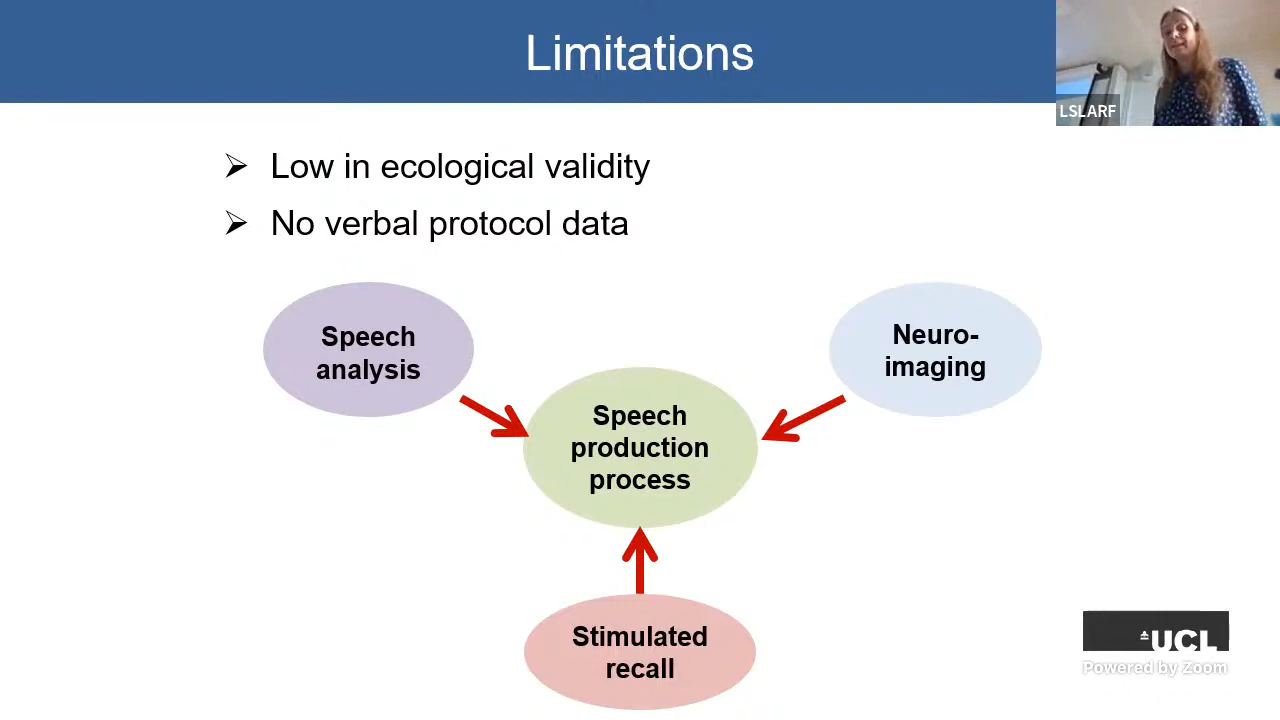 Limitations
LSLARF
Low in ecological validity
No verbal protocol data
Speech
analysis
Neuro-
imaging
Speech
production
process
Stimulated
recall
UCL
Powered by Zoom